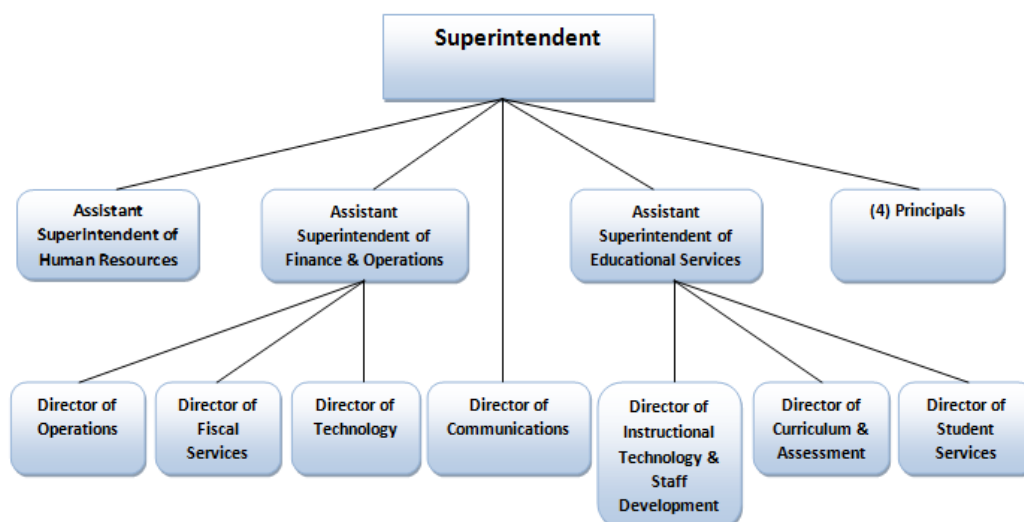 Superintendent
Assistant
Superintendent of
Human Resources
Assistant
Superintendent of
Finance & Operations
Assistant
Superintendent of
Educational Services
(4) Principals
Director of
Operations
Director of
Fiscal
Services
Director of
Technology
Director of
Communications
Director of
Instructional
Technology &
Staff
Development
Director of
Curriculum &
Assessment
Director of
Student
Services